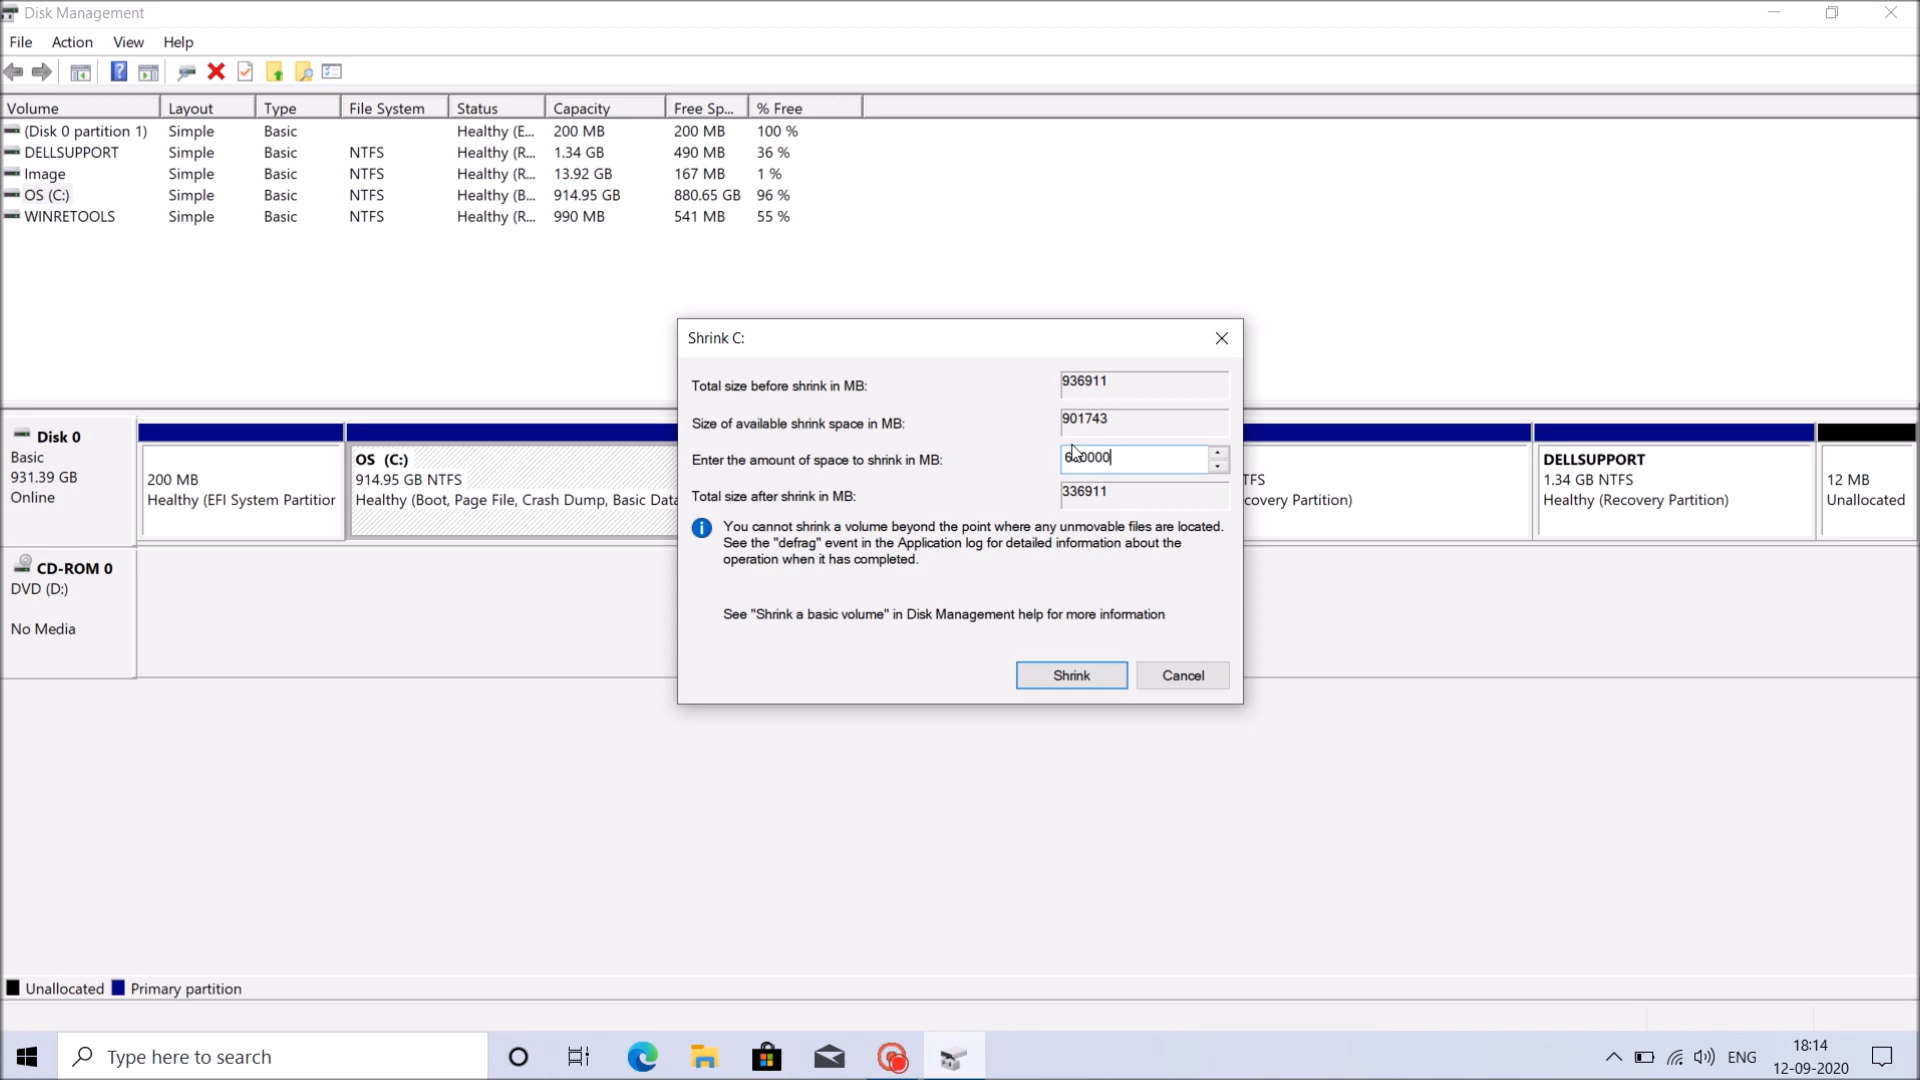 Disk Management
File Action View Help
Volume Layout Type File System Status Capacity Free Sp... % Free
(Disk 0 partition 1) Simple Basic Healthy (E... 200 MB 200 MB 100 %
DELLSUPPORT Simple Basic NTFS Healthy (R... 1.34 GB 490 MB 36 %
Image Simple Basic NTFS Healthy (R... 13.92 GB 167 MB 1 %
OS (C:) Simple Basic NTFS Healthy (B... 914.95 GB 880.65 GB 96 %
WINRETOOLS Simple Basic NTFS Healthy (R... 990 MB 541 MB 55 %
Shrink C:
Total size before shrink in MB: 936911
Size of available shrink space in MB: 901743
Enter the amount of space to shrink in MB:
Total size after shrink in MB: 336911
You cannot shrink a volume beyond the point where any unmovable files are located.
See the "defrag" event in the Application log for detailed information about the
operation when it has completed.
See "Shrink a basic volume" in Disk Management help for more information
Shrink Cancel
Disk 0
Basic
931.39 GB
Online
200 MB
Healthy (EFI System Partitior
OS (C:)
914.95 GB NTFS
Healthy (Boot, Page File, Crash Dump, Basic Data
TFS
covery Partition)
DELLSUPPORT
1.34 GB NTFS
Healthy (Recovery Partition)
12 MB
Unallocated
CD-ROM 0
DVD (D:)
No Media
Unallocated Primary partition
Type here to search
ENG
18:14
12-09-2020